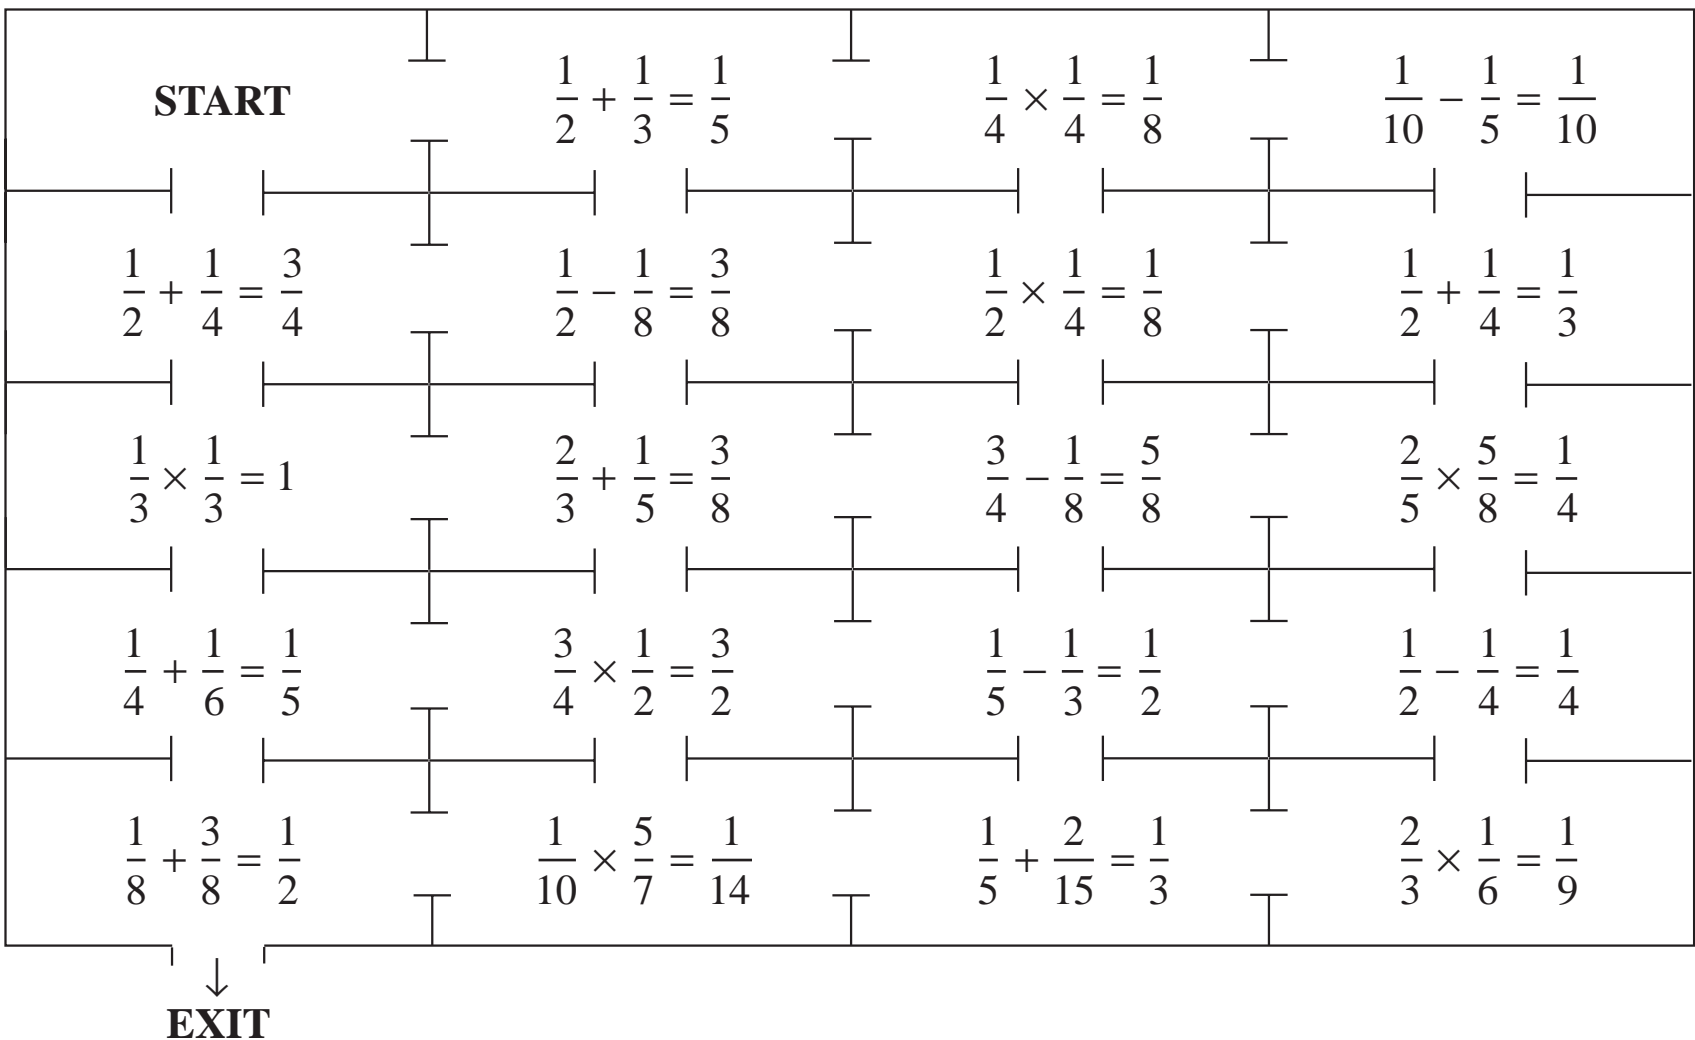 START 1/2 + 1/3 = 1/5 1/4 × 1/4 = 1/8 1/10 − 1/5 = 1/10
1/2 + 1/4 = 3/4 1/2 − 1/8 = 3/8 1/2 × 1/4 = 1/8 1/2 + 1/4 = 1/3
1/3 × 1/3 = 1 2/3 + 1/5 = 3/8 3/4 − 1/8 = 5/8 2/5 × 5/8 = 1/4
1/4 + 1/6 = 1/5 3/4 × 1/2 = 3/2 1/5 − 1/3 = 1/2 1/2 − 1/4 = 1/4
1/8 + 3/8 = 1/2 1/10 × 5/7 = 1/14 1/5 + 2/15 = 1/3 2/3 × 1/6 = 1/9
↓
EXIT